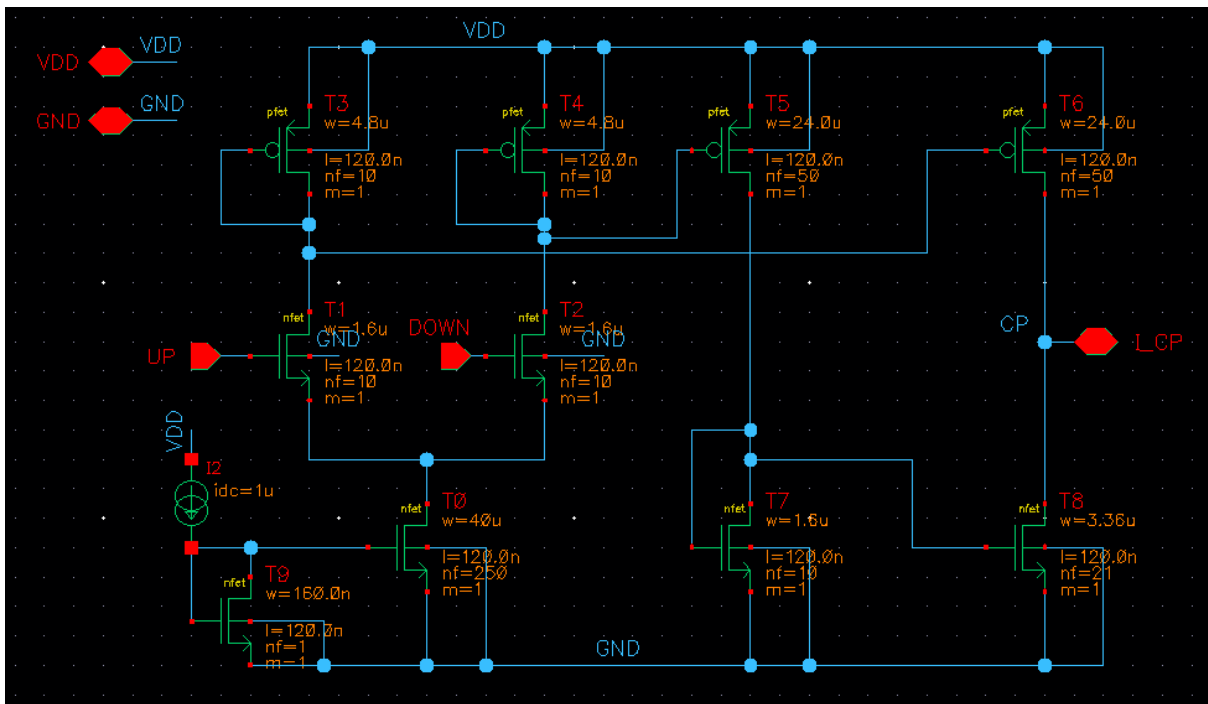 VDD
VDD
VDD
GND
GND
pfet
T3
w=4.8u
l=120.0n
nf=10
m=1
pfet
T4
w=4.8u
l=120.0n
nf=10
m=1
pfet
T5
w=24.0u
l=120.0n
nf=50
m=1
pfet
T6
w=24.0u
l=120.0n
nf=50
m=1
UP
nfet
T1
w=1.6u
GND
l=120.0n
nf=10
m=1
DOWN
nfet
T2
w=1.6u
GND
l=120.0n
nf=10
m=1
CP
I_CP
VDD
I2
idc=1u
nfet
T9
w=160.0n
l=120.0n
nf=1
m=1
nfet
T0
w=40u
l=120.0n
nf=250
m=1
nfet
T7
w=1.6u
l=120.0n
nf=10
m=1
nfet
T8
w=3.36u
l=120.0n
nf=21
m=1
GND